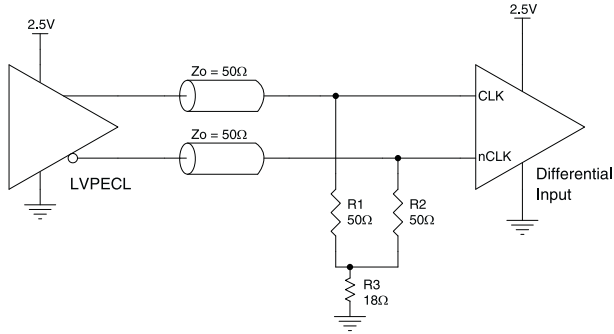 2.5V
2.5V
Zo = 50Ω
CLK
Zo = 50Ω
nCLK
LVPECL
Differential
Input
R1
50Ω
R2
50Ω
R3
18Ω